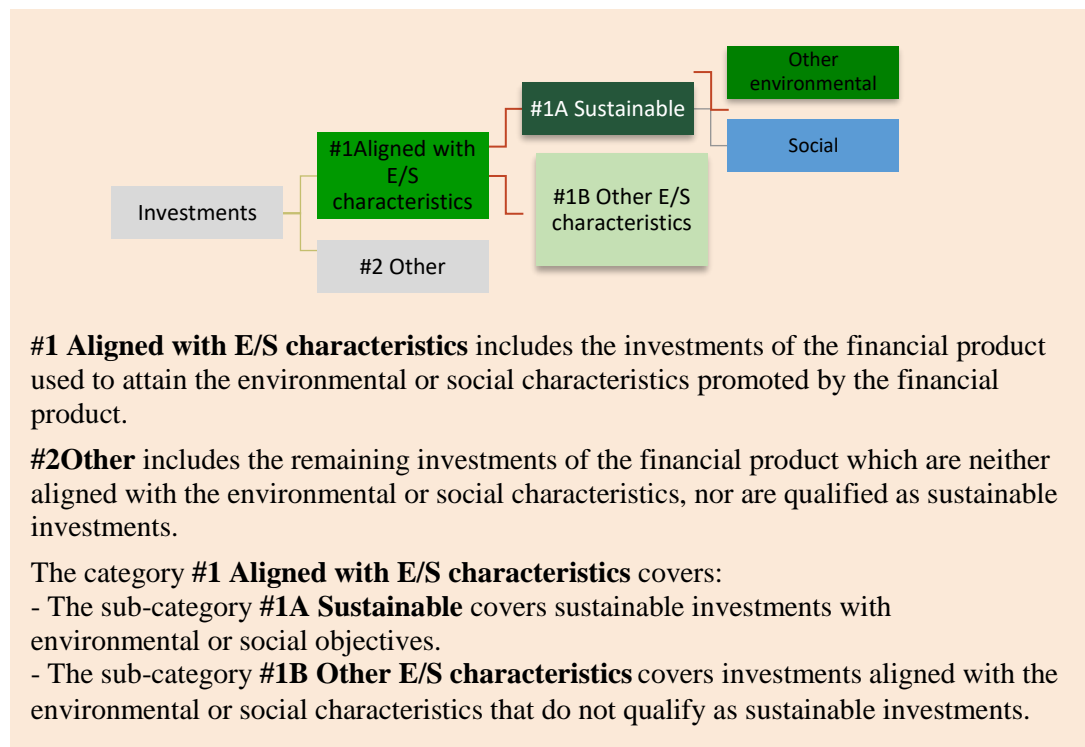 Other
environmental
#1A Sustainable
Social
#1Aligned with
E/S
characteristics
#1B Other E/S
characteristics
Investments
#2 Other
#1 Aligned with E/S characteristics includes the investments of the financial product
used to attain the environmental or social characteristics promoted by the financial
product.
#2Other includes the remaining investments of the financial product which are neither
aligned with the environmental or social characteristics, nor are qualified as sustainable
investments.
The category #1 Aligned with E/S characteristics covers:
- The sub-category #1A Sustainable covers sustainable investments with
environmental or social objectives.
- The sub-category #1B Other E/S characteristics covers investments aligned with the
environmental or social characteristics that do not qualify as sustainable investments.